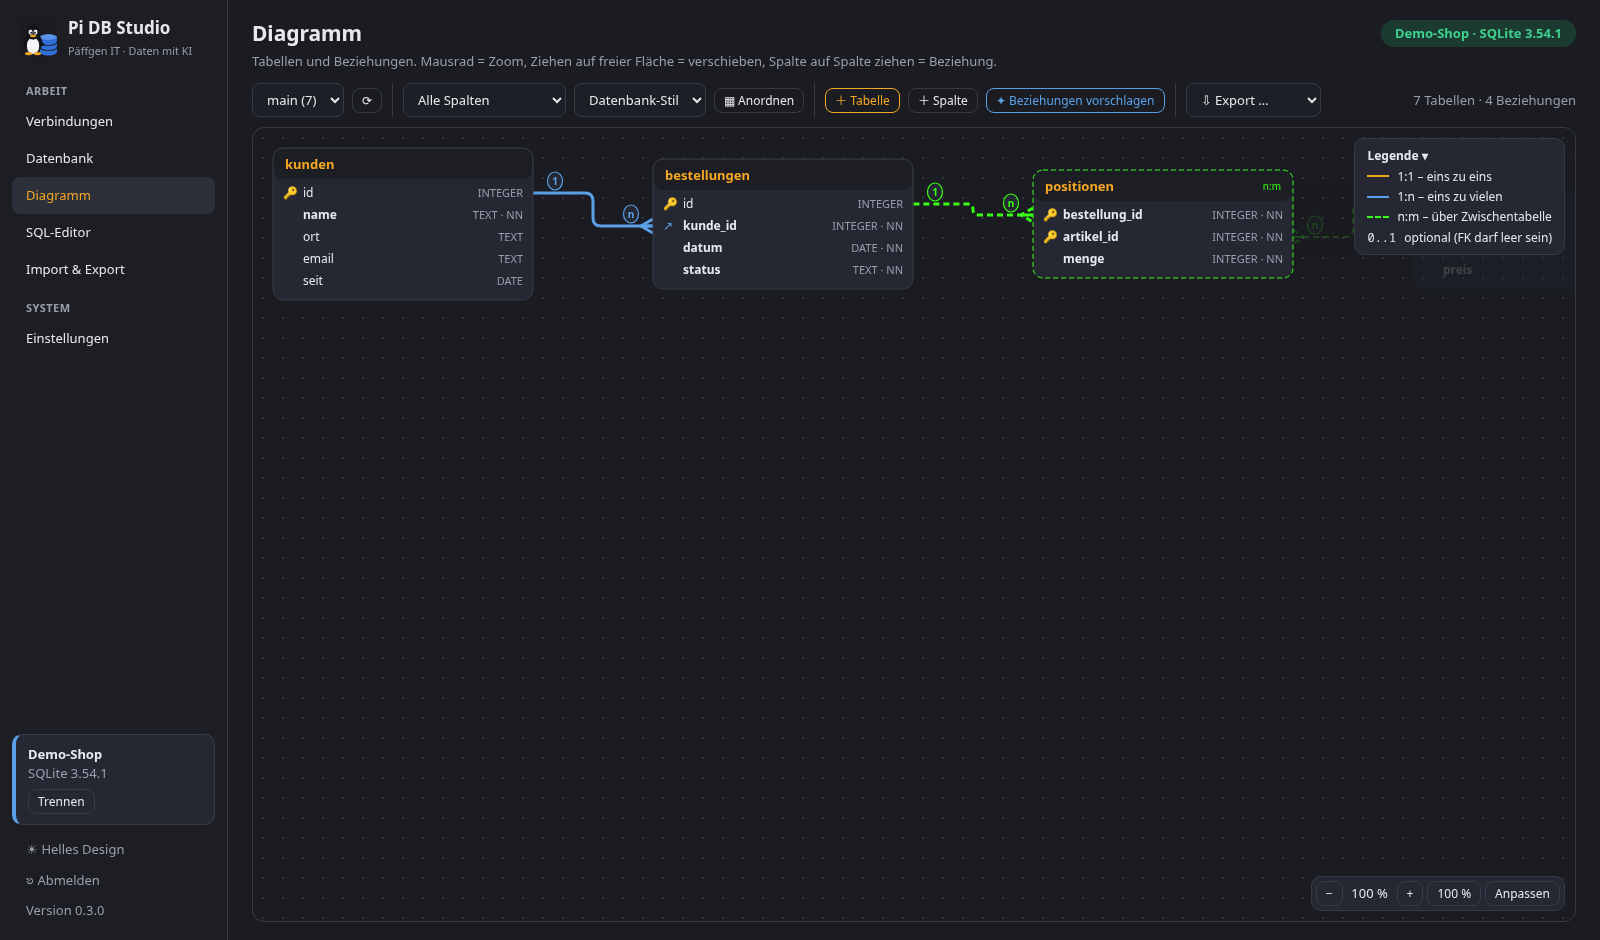 Pi DB Studio
Päffgen IT · Daten mit KI
ARBEIT
Verbindungen
Datenbank
Diagramm
SQL-Editor
Import & Export
SYSTEM
Einstellungen
Demo-Shop
SQLite 3.54.1
Trennen
☀ Helles Design
⎋ Abmelden
Version 0.3.0
Diagramm
Demo-Shop · SQLite 3.54.1
Tabellen und Beziehungen. Mausrad = Zoom, Ziehen auf freier Fläche = verschieben, Spalte auf Spalte ziehen = Beziehung.
main (7) ⟳ Alle Spalten Datenbank-Stil ▦ Anordnen + Tabelle + Spalte ✦ Beziehungen vorschlagen ⇩ Export ... 7 Tabellen · 4 Beziehungen
kunden
id INTEGER
name TEXT · NN
ort TEXT
email TEXT
seit DATE
1
n
bestellungen
id INTEGER
↗ kunde_id INTEGER · NN
datum DATE · NN
status TEXT · NN
1
n
positionen n:m
bestellung_id INTEGER · NN
artikel_id INTEGER · NN
menge INTEGER · NN
n
preis
Legende ▾
1:1 – eins zu eins
1:n – eins zu vielen
n:m – über Zwischentabelle
0..1 optional (FK darf leer sein)
− 100 % + 100 % Anpassen